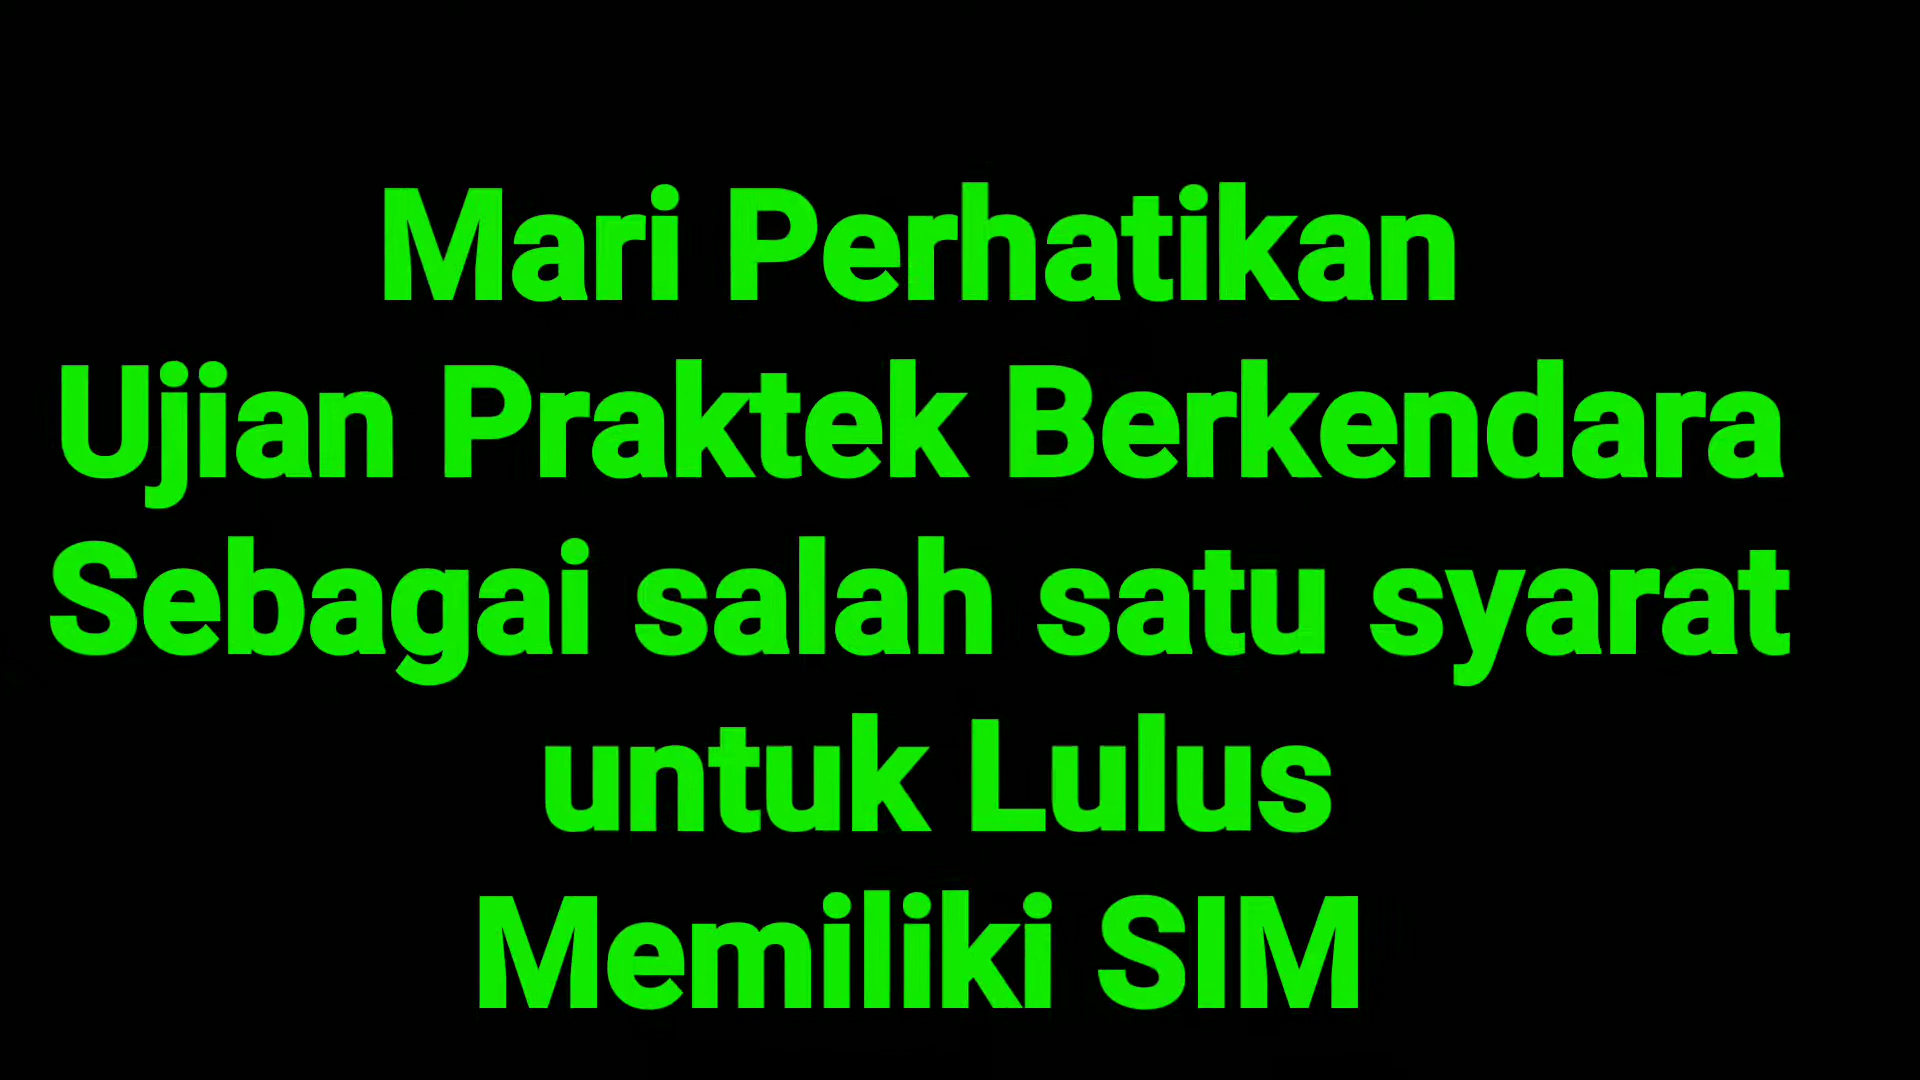 Mari Perhatikan
Ujian Praktek Berkendara
Sebagai salah satu syarat
untuk Lulus
Memiliki SIM